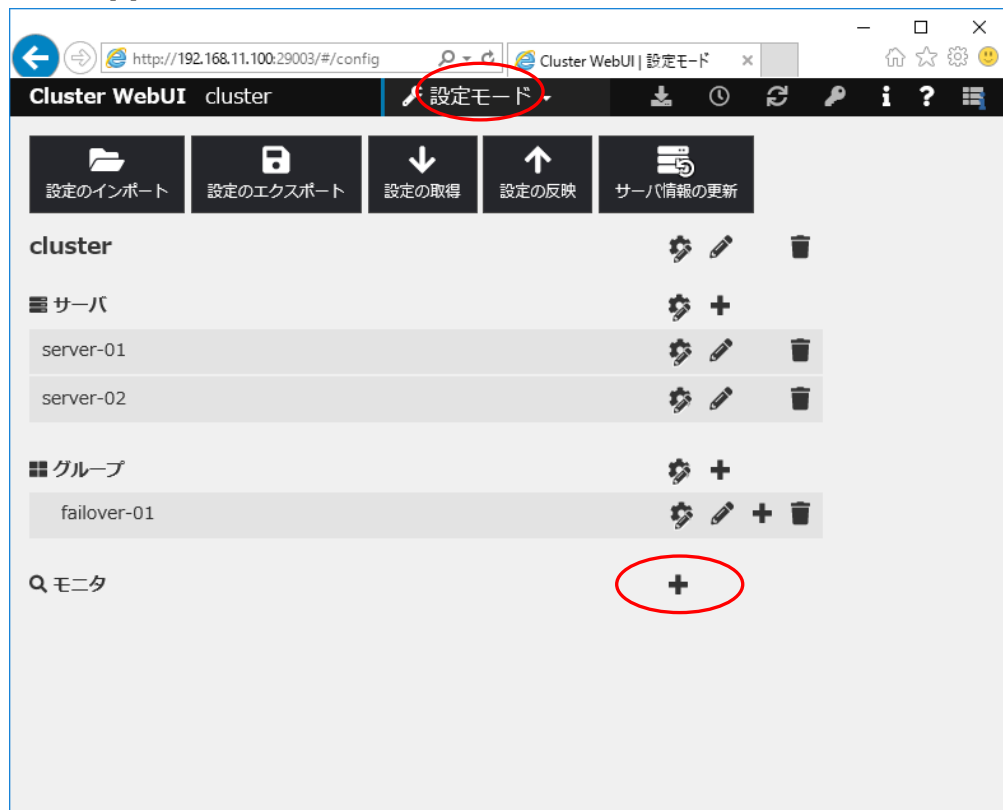 http://192.168.11.100:29003/#/config
Cluster WebUI | 設定モード
Cluster WebUI cluster 設定モード
設定のインポート 設定のエクスポート 設定の取得 設定の反映 サーバ情報の更新
cluster
サーバ
server-01
server-02
グループ
failover-01
モニタ